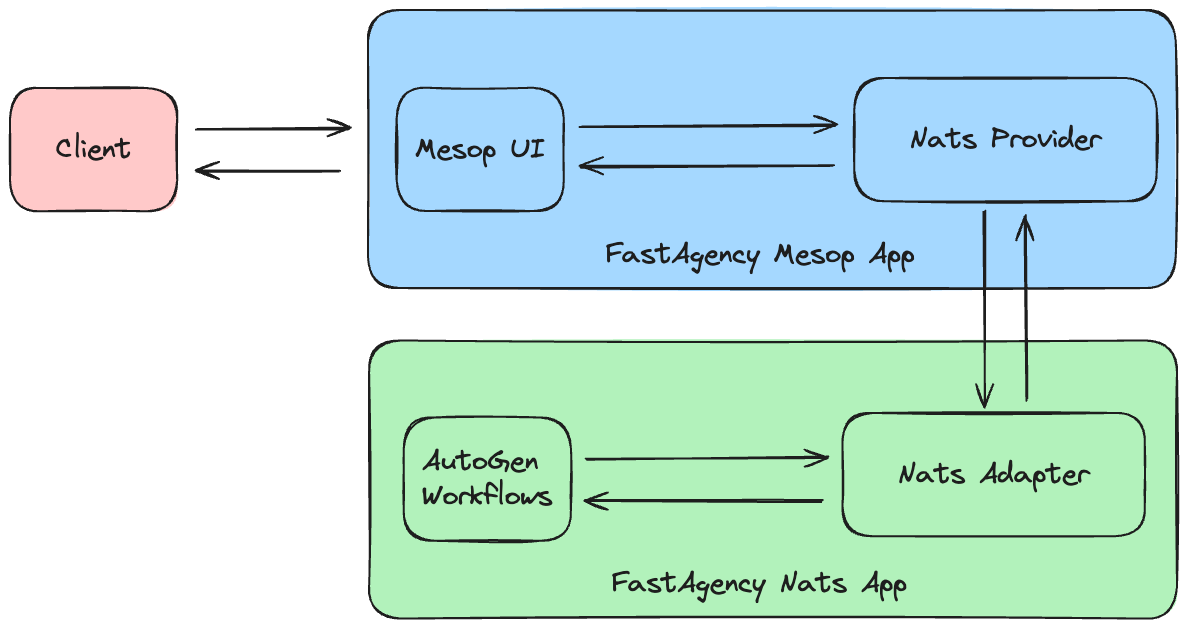 Client
Mesop UI
Nats Provider
FastAgency Mesop App
AutoGen
Workflows
Nats Adapter
FastAgency Nats App